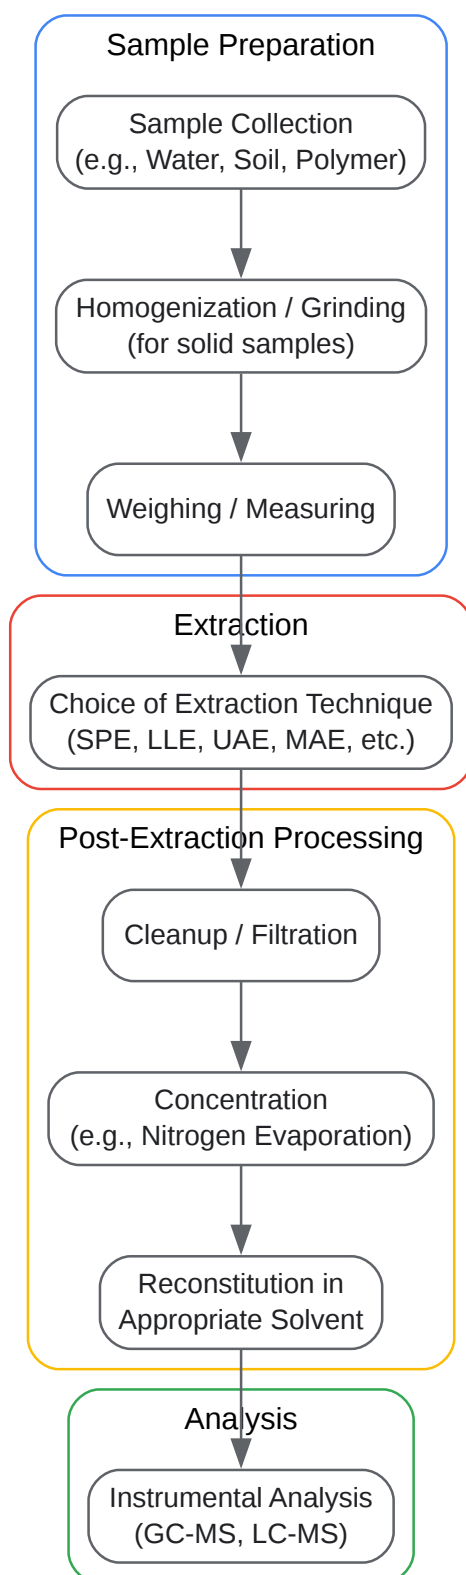 Sample Preparation
Sample Collection
(e.g., Water, Soil, Polymer)
Homogenization / Grinding
(for solid samples)
Weighing / Measuring
Extraction
Choice of Extraction Technique
(SPE, LLE, UAE, MAE, etc.)
Post-Extraction Processing
Cleanup / Filtration
Concentration
(e.g., Nitrogen Evaporation)
Reconstitution in
Appropriate Solvent
Analysis
Instrumental Analysis
(GC-MS, LC-MS)